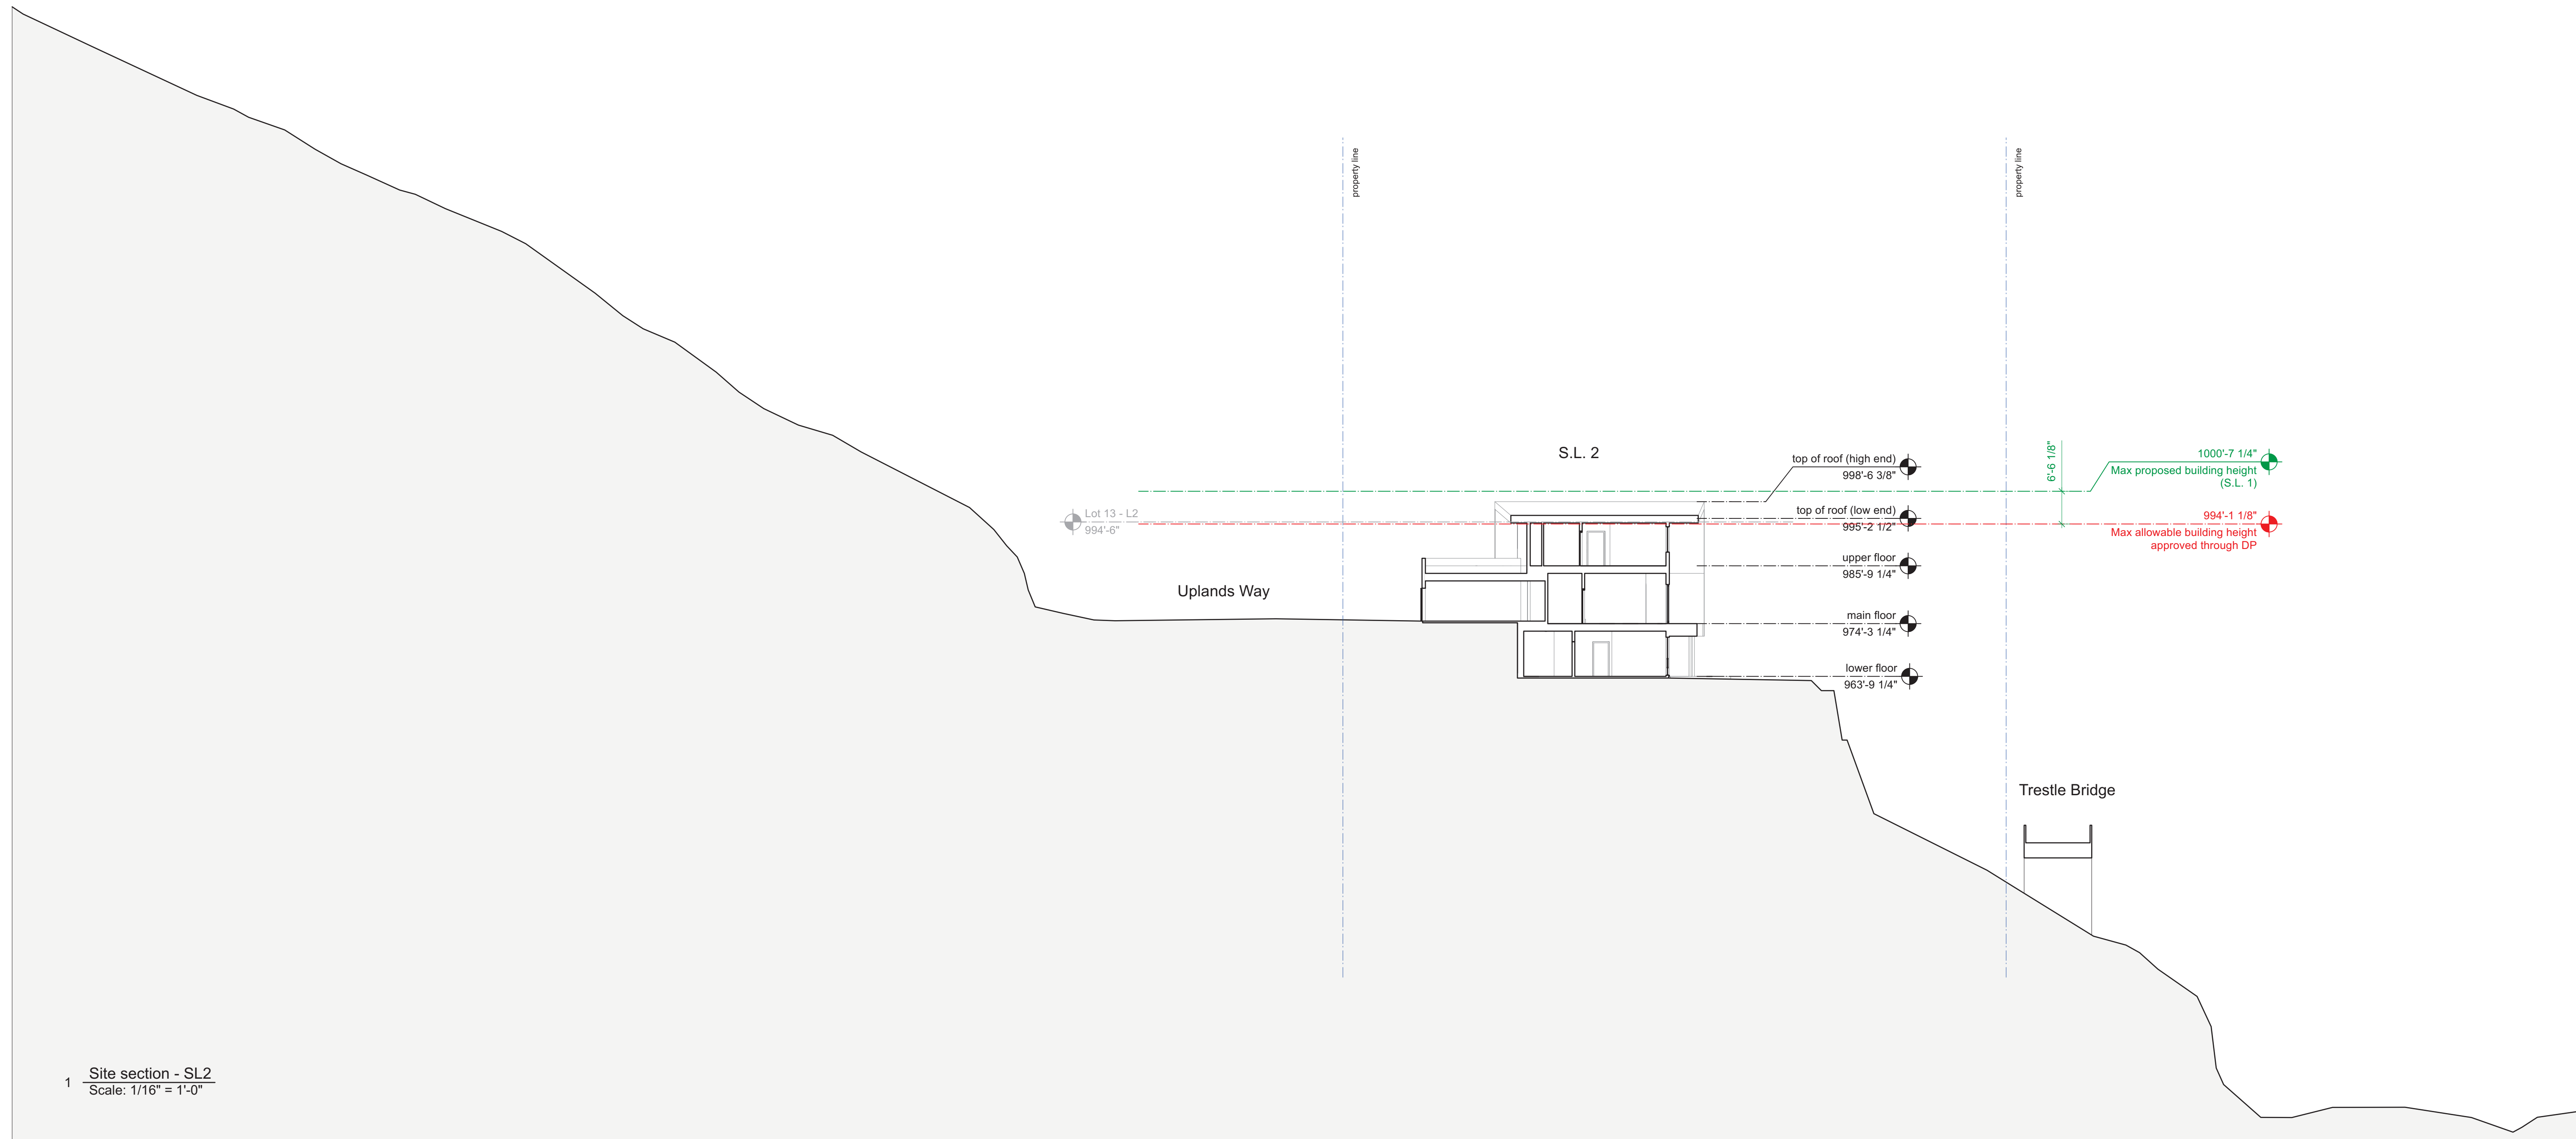 property line
property line
S.L. 2
top of roof (high end)
998'-6 3/8"
6'-6 1/8"
1000'-7 1/4"
Max proposed building height
(S.L. 1)
Lot 13 - L2
994'-6"
top of roof (low end)
995'-2 1/2"
994'-1 1/8"
Max allowable building height
approved through DP
upper floor
985'-9 1/4"
Uplands Way
main floor
974'-3 1/4"
lower floor
963'-9 1/4"
Trestle Bridge
1
Site section - SL2
Scale: 1/16" = 1'-0"